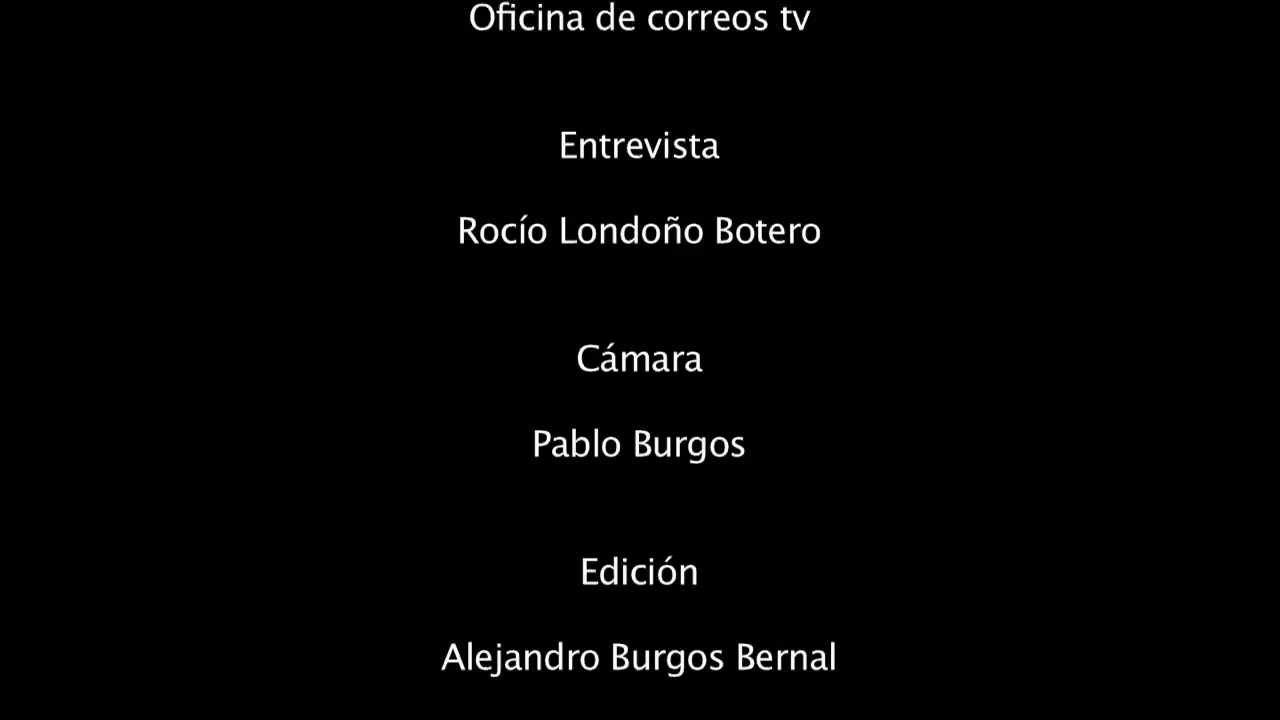 Oficina de correos tv
Entrevista
Rocío Londoño Botero
Cámara
Pablo Burgos
Edición
Alejandro Burgos Bernal